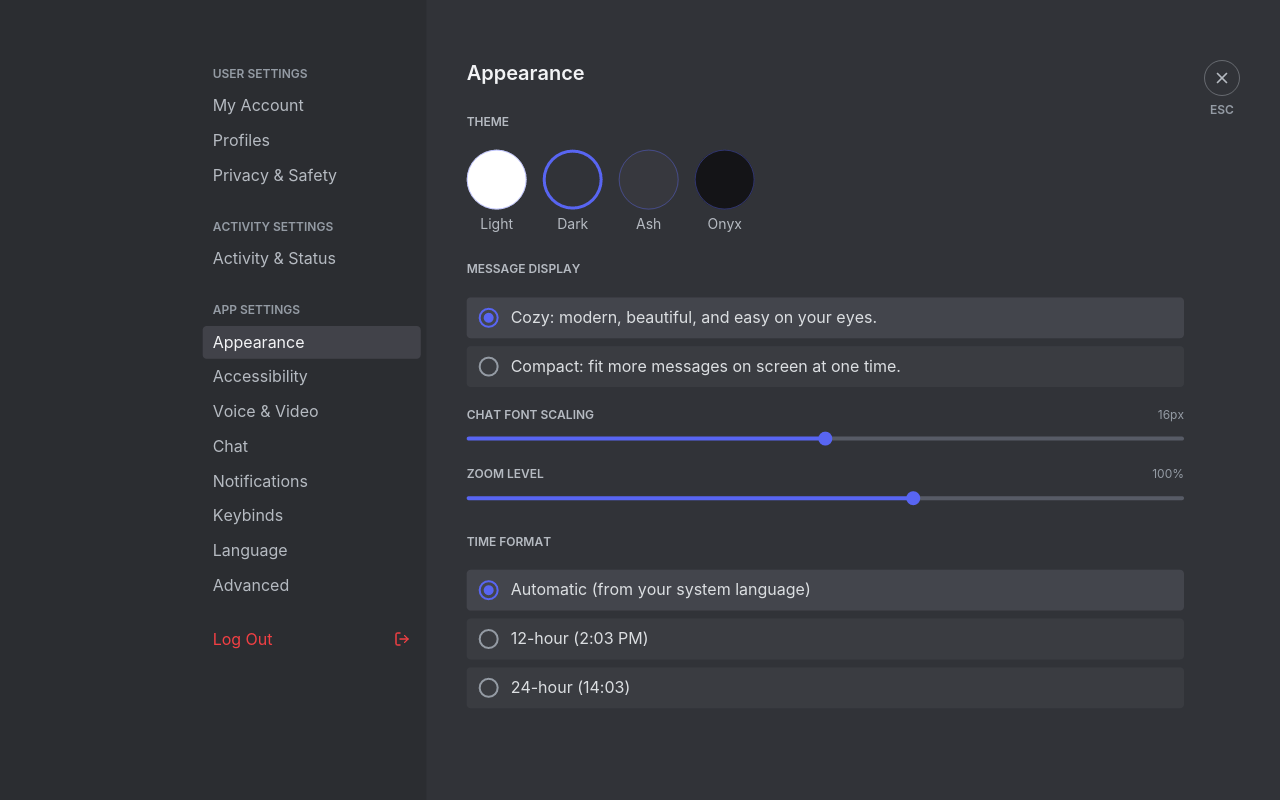 USER SETTINGS
My Account
Profiles
Privacy & Safety
ACTIVITY SETTINGS
Activity & Status
APP SETTINGS
Appearance
Accessibility
Voice & Video
Chat
Notifications
Keybinds
Language
Advanced
Log Out
Appearance
ESC
THEME
Light
Dark
Ash
Onyx
MESSAGE DISPLAY
Cozy: modern, beautiful, and easy on your eyes.
Compact: fit more messages on screen at one time.
CHAT FONT SCALING
16px
ZOOM LEVEL
100%
TIME FORMAT
Automatic (from your system language)
12-hour (2:03 PM)
24-hour (14:03)